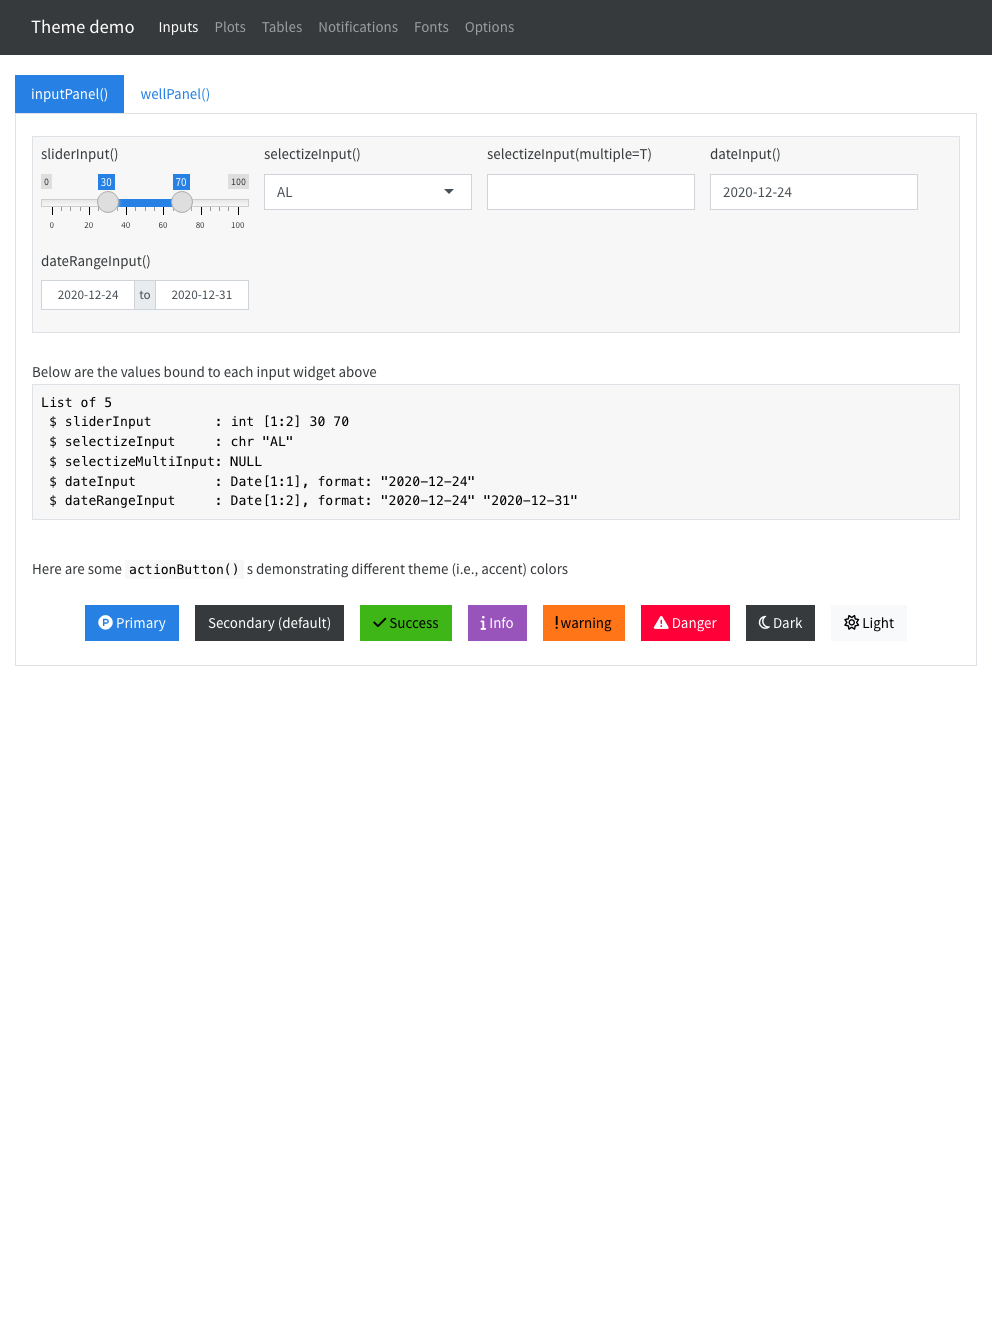 Theme demo Inputs Plots Tables Notifications Fonts Options
inputPanel() wellPanel()
sliderInput() selectizeInput() selectizeInput(multiple=T) dateInput()
0 30 70 100
AL 2020-12-24
0 20 40 60 80 100
dateRangeInput()
2020-12-24 to 2020-12-31
Below are the values bound to each input widget above
List of 5
 $ sliderInput        : int [1:2] 30 70
 $ selectizeInput     : chr "AL"
 $ selectizeMultiInput: NULL
 $ dateInput          : Date[1:1], format: "2020-12-24"
 $ dateRangeInput     : Date[1:2], format: "2020-12-24" "2020-12-31"
Here are some actionButton() s demonstrating different theme (i.e., accent) colors
Primary Secondary (default) Success Info warning Danger Dark Light